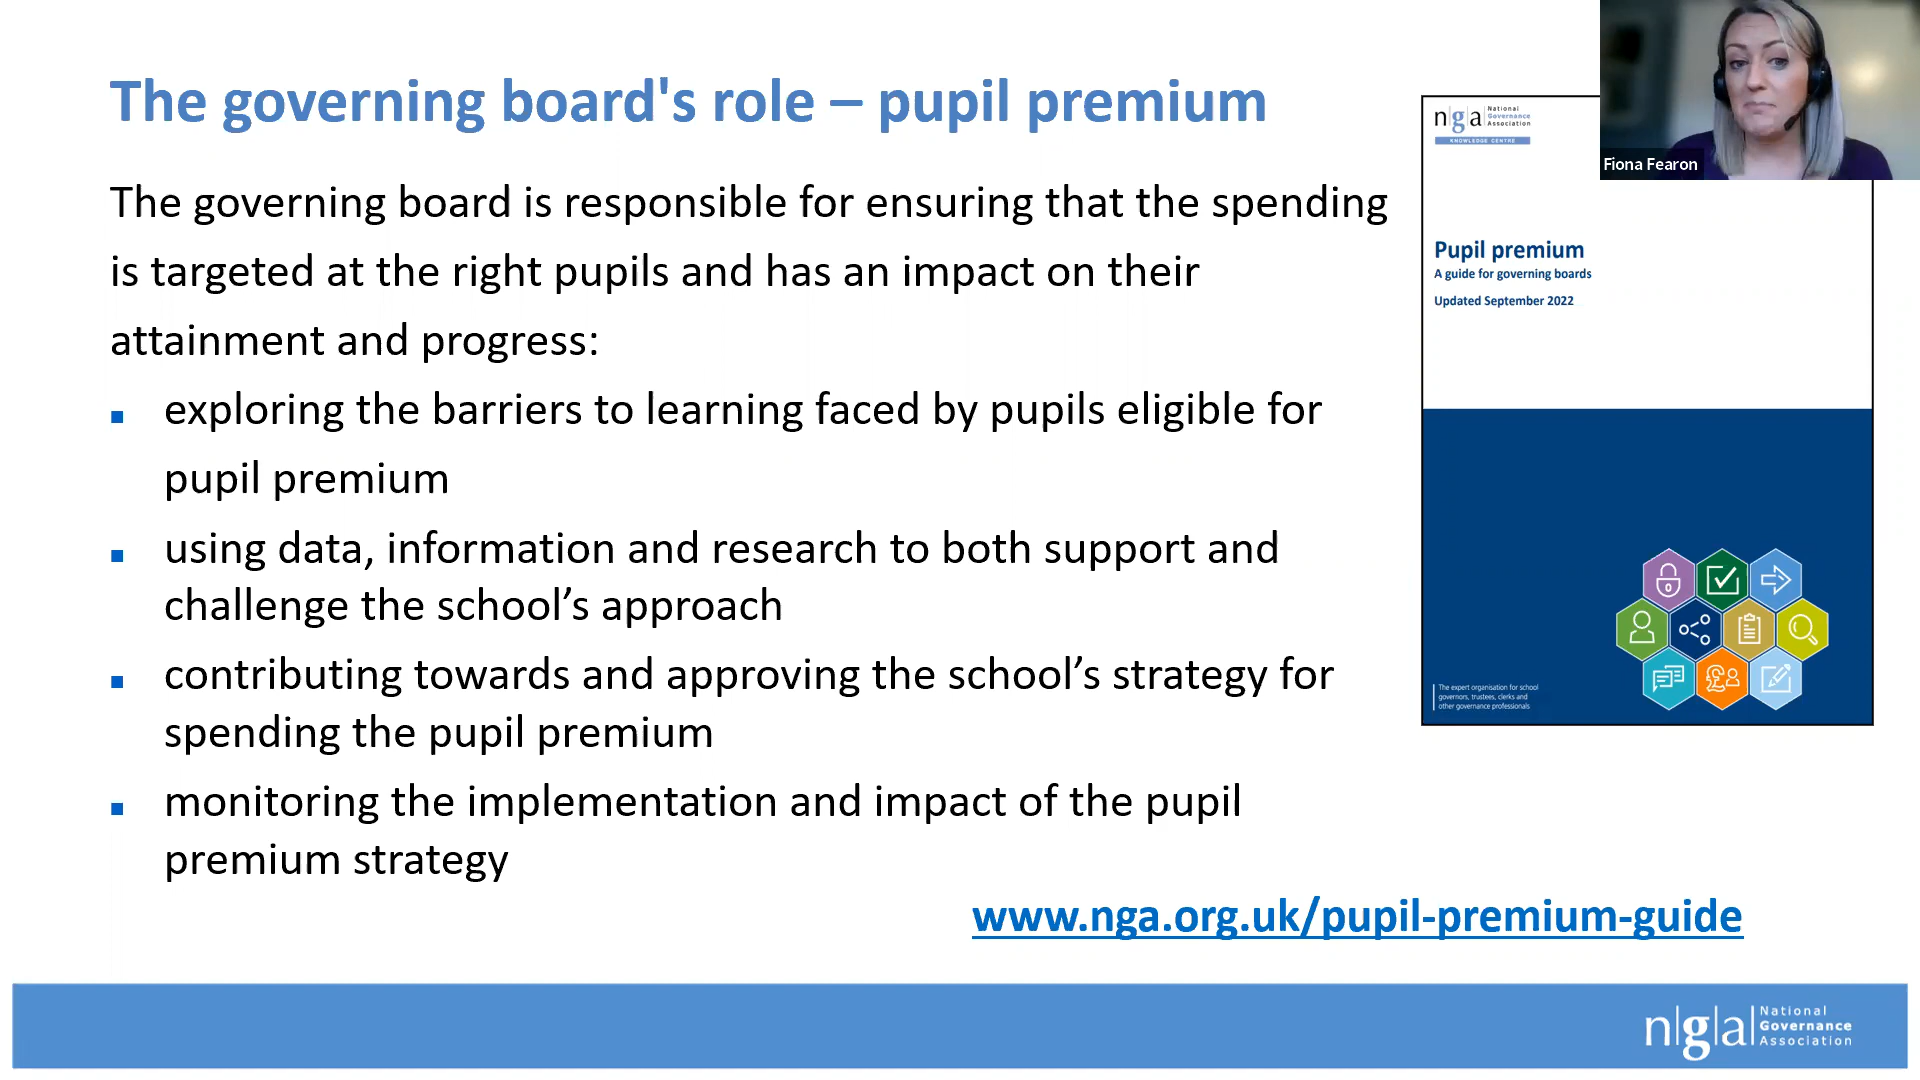 The governing board's role – pupil premium
The governing board is responsible for ensuring that the spending
is targeted at the right pupils and has an impact on their
attainment and progress:
exploring the barriers to learning faced by pupils eligible for
pupil premium
using data, information and research to both support and
challenge the school’s approach
contributing towards and approving the school’s strategy for
spending the pupil premium
monitoring the implementation and impact of the pupil
premium strategy
www.nga.org.uk/pupil-premium-guide
Fiona Fearon
n|g|a
National
Governance
Association
KNOWLEDGE CENTRE
Pupil premium
A guide for governing boards
Updated September 2022
The expert organisation for school
governors, trustees, clerks and
other governance professionals
n|g|a|
National
Governance
Association